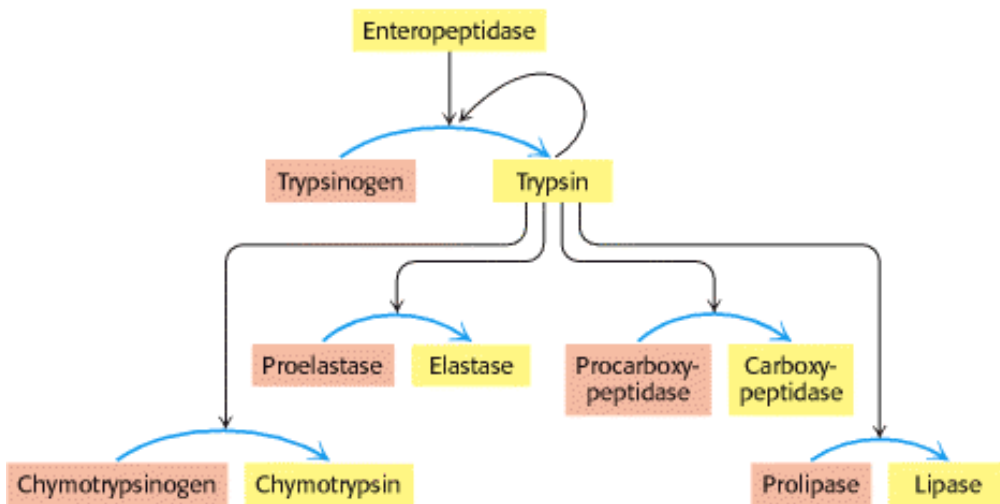 Enteropeptidase
Trypsinogen
Trypsin
Proelastase
Elastase
Procarboxy-
peptidase
Carboxy-
peptidase
Chymotrypsinogen
Chymotrypsin
Prolipase
Lipase